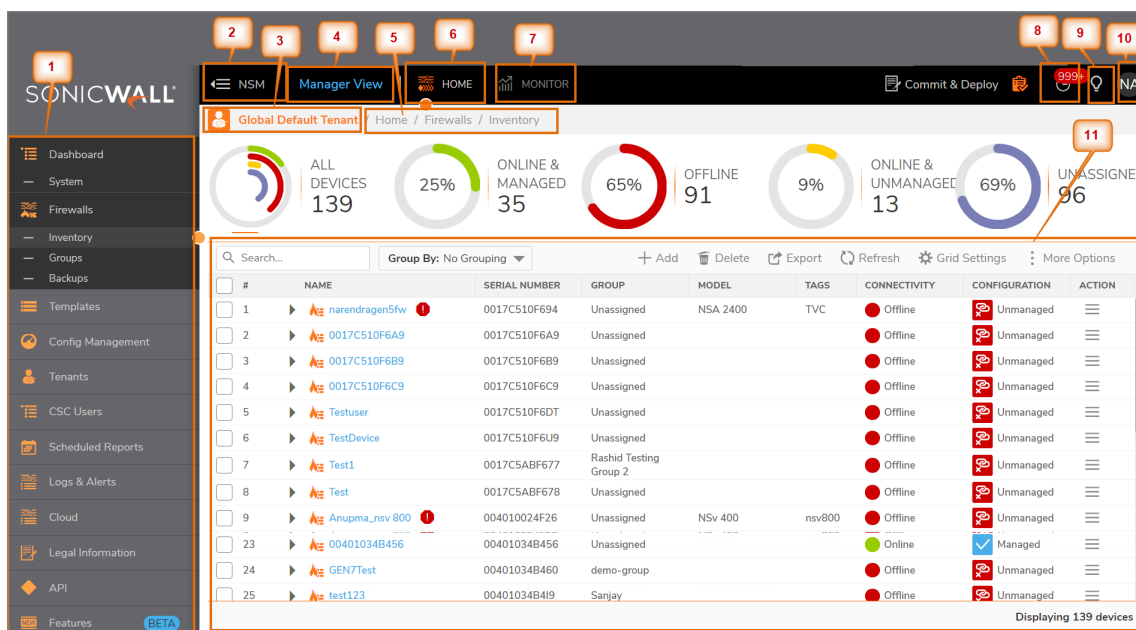 2
3
4
5
6
7
8
9
10
1
SONICWALL
NSM
Manager View
HOME
MONITOR
Commit & Deploy
999+
NA
Global Default Tenant / Home / Firewalls / Inventory
11
Dashboard
System
Firewalls
Inventory
Groups
Backups
Templates
Config Management
Tenants
CSC Users
Scheduled Reports
Logs & Alerts
Cloud
Legal Information
API
NEW Features BETA
ALL
DEVICES
139
25%
ONLINE &
MANAGED
35
65%
OFFLINE
91
9%
ONLINE &
UNMANAGED
13
69%
UNASSIGNE
96
Search...
Group By: No Grouping
Add
Delete
Export
Refresh
Grid Settings
More Options
# NAME SERIAL NUMBER GROUP MODEL TAGS CONNECTIVITY CONFIGURATION ACTION
1 narendragen5fw 0017C510F694 Unassigned NSA 2400 TVC Offline Unmanaged
2 0017C510F6A9 0017C510F6A9 Unassigned Offline Unmanaged
3 0017C510F6B9 0017C510F6B9 Unassigned Offline Unmanaged
4 0017C510F6C9 0017C510F6C9 Unassigned Offline Unmanaged
5 Testuser 0017C510F6DT Unassigned Offline Unmanaged
6 TestDevice 0017C510F6U9 Unassigned Offline Unmanaged
7 Test1 0017C5ABF677 Rashid Testing Group 2 Offline Unmanaged
8 Test 0017C5ABF678 Unassigned Offline Unmanaged
9 Anupma_nsv 800 004010024F26 Unassigned NSv 400 nsv800 Offline Unmanaged
23 00401034B456 00401034B456 Unassigned Online Managed
24 GEN7Test 00401034B460 demo-group Offline Unmanaged
25 test123 00401034B4I9 Sanjay Offline Unmanaged
Displaying 139 devices